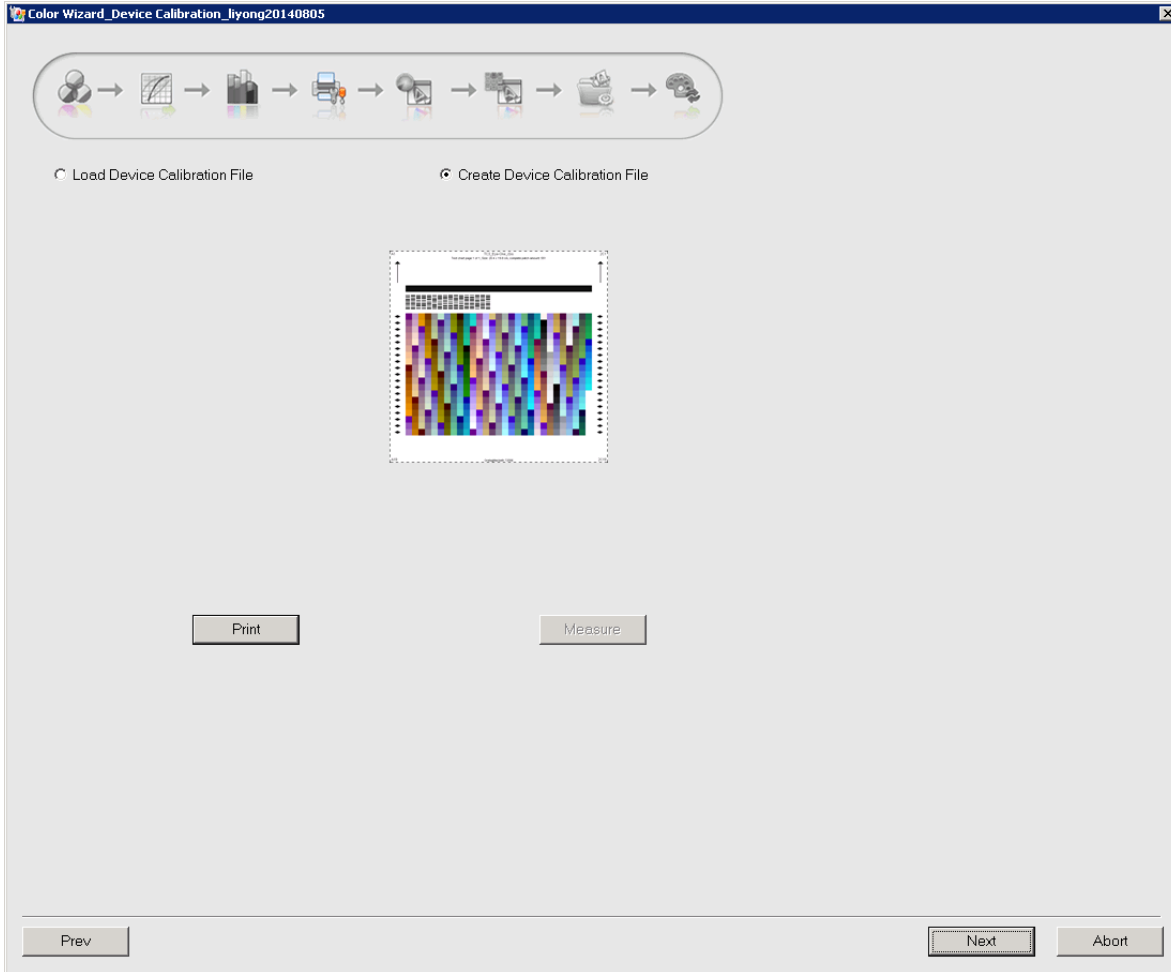 Color Wizard_Device Calibration_liyong20140805
Load Device Calibration File
Create Device Calibration File
Print
Measure
Prev
Next
Abort